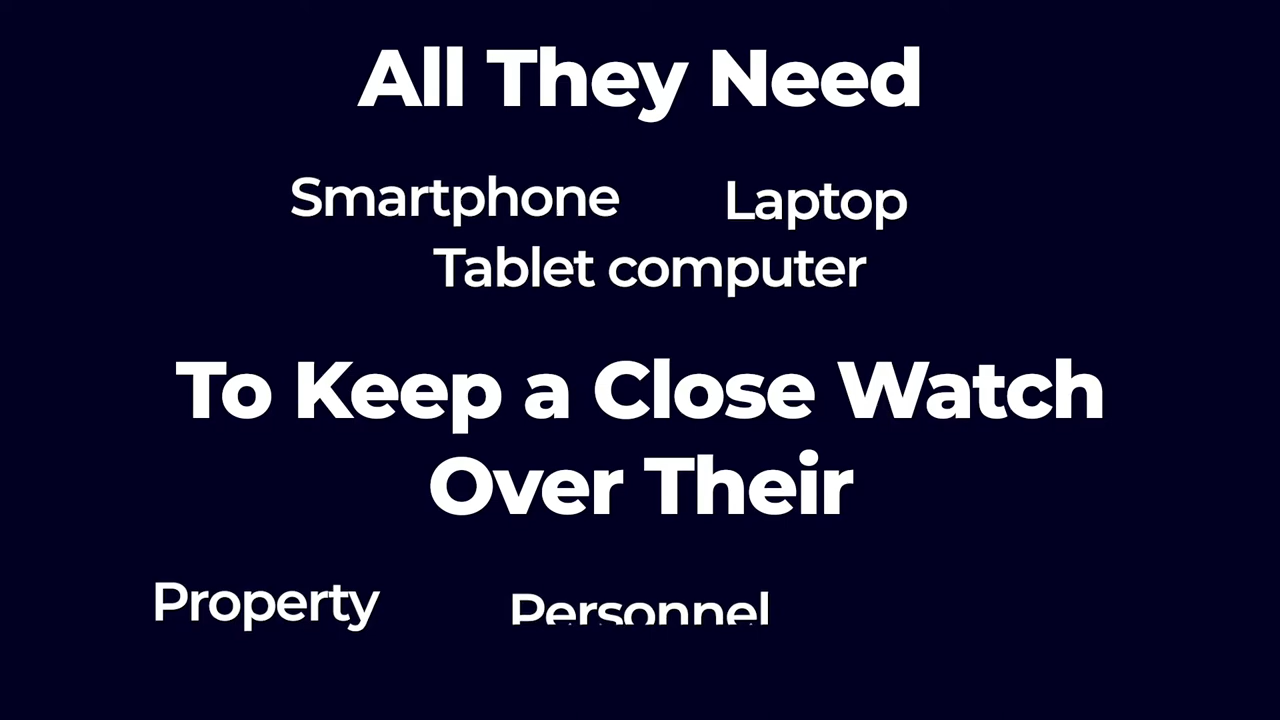 All They Need
Smartphone Laptop
Tablet computer
To Keep a Close Watch
Over Their
Property Personnel